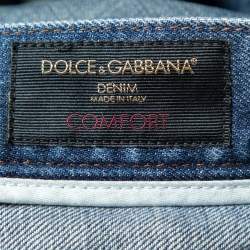 DOLCE & GABBANA®
DENIM
MADE IN ITALY
COMFORT